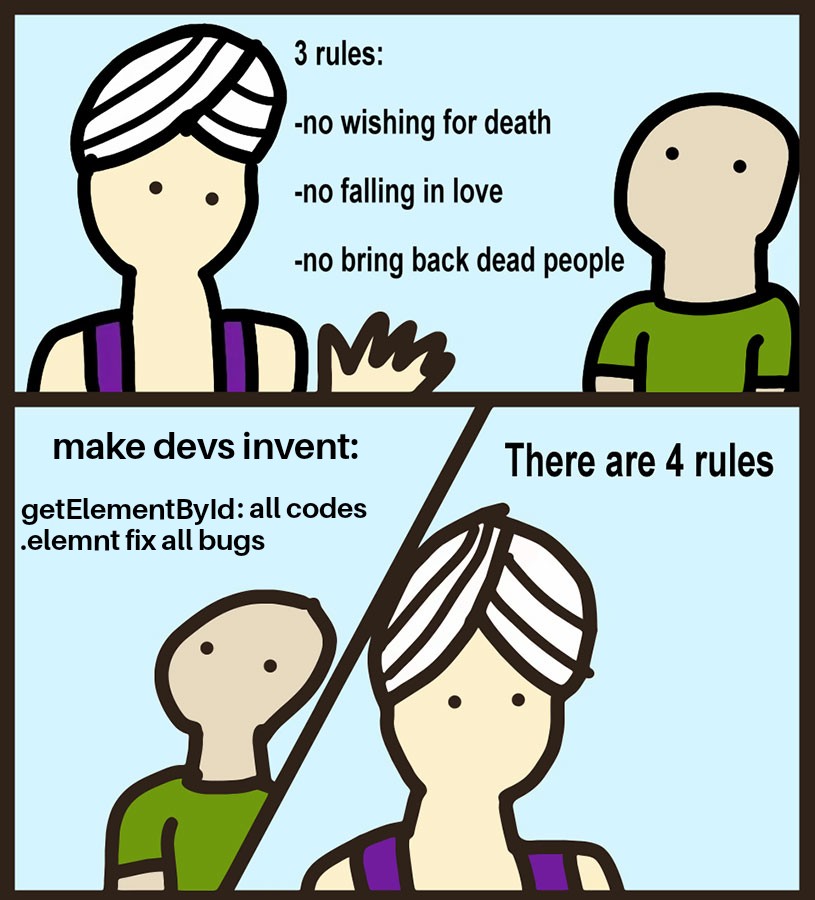 3 rules:
-no wishing for death
-no falling in love
-no bring back dead people
make devs invent:
getElementById: all codes
.elemnt fix all bugs
There are 4 rules